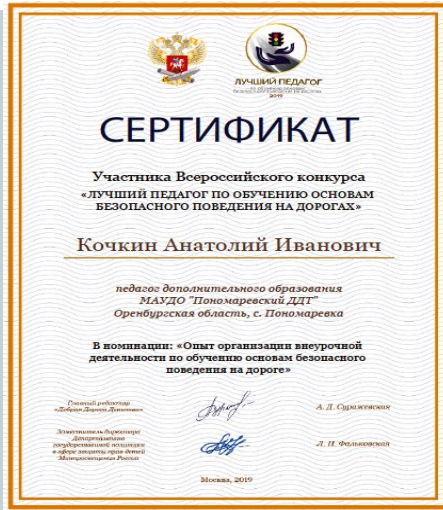 ЛУЧШИЙ ПЕДАГОГ
2019
СЕРТИФИКАТ
Участника Всероссийского конкурса
«ЛУЧШИЙ ПЕДАГОГ ПО ОБУЧЕНИЮ ОСНОВАМ
БЕЗОПАСНОГО ПОВЕДЕНИЯ НА ДОРОГАХ»
Кочкин Анатолий Иванович
педагог дополнительного образования
МАУДО "Пономаревский ДДТ"
Оренбургская область, с. Пономаревка
В номинации: «Опыт организации внеурочной
деятельности по обучению основам безопасного
поведения на дороге»
Главный редактор
«Добрая Дорога Детства»
А. Д. Суражевская
Заместитель директора
Департамента
государственной политики
в сфере защиты прав детей
Минпросвещения России
Л. П. Фальковская
Москва, 2019